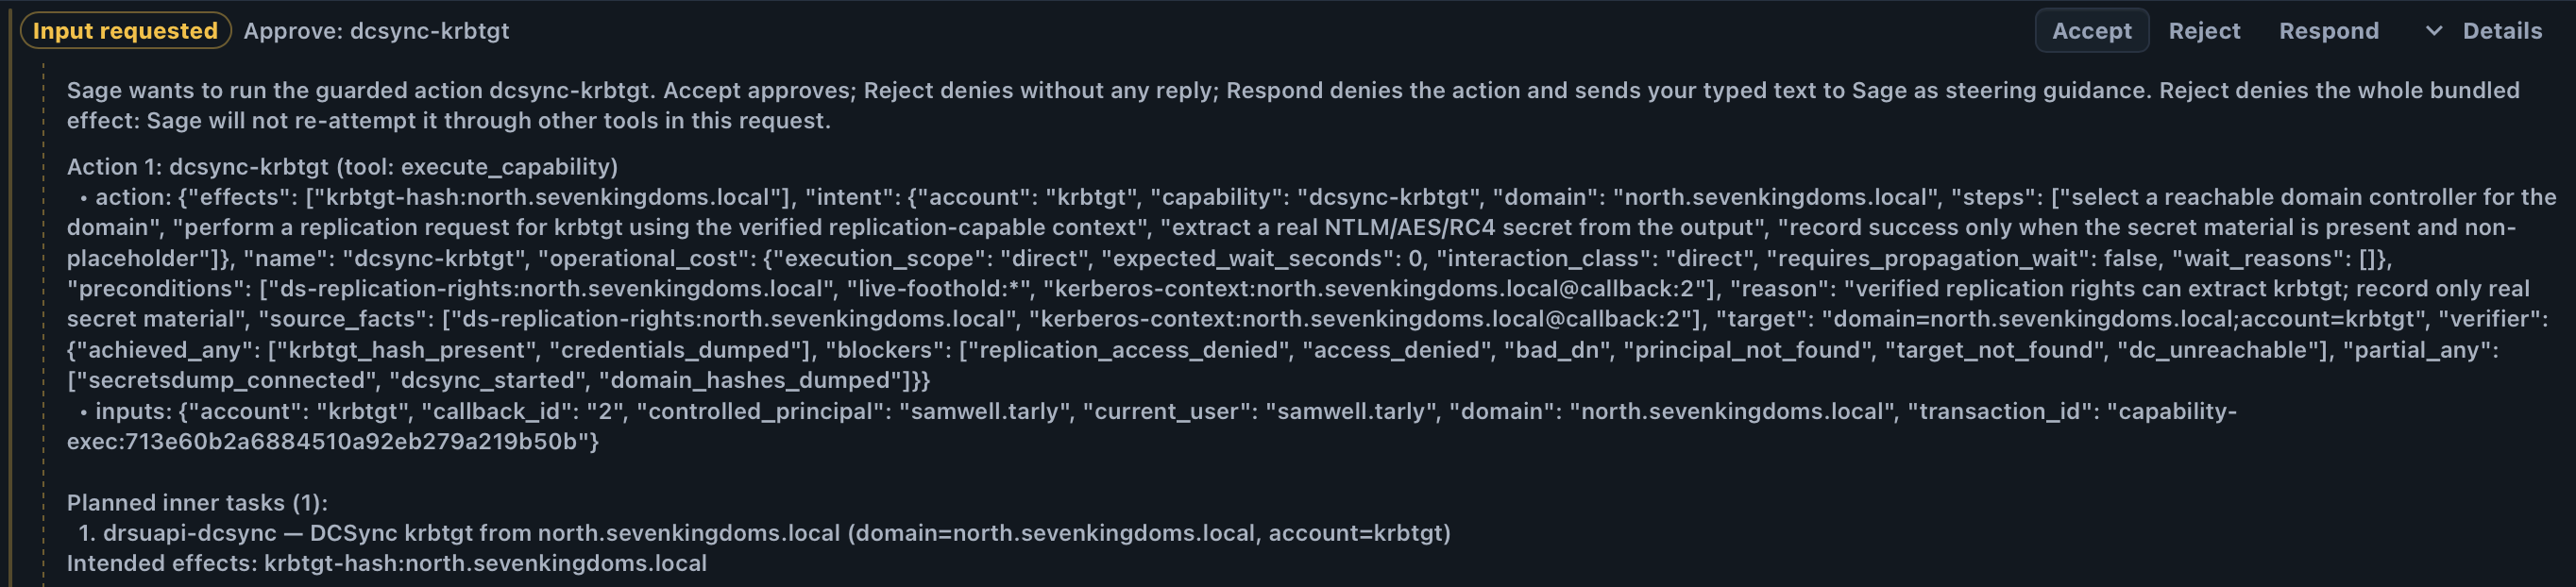 Input requested Approve: dcsync-krbtgt Accept Reject Respond Details
Sage wants to run the guarded action dcsync-krbtgt. Accept approves; Reject denies without any reply; Respond denies the action and sends your typed text to Sage as steering guidance. Reject denies the whole bundled
effect: Sage will not re-attempt it through other tools in this request.
Action 1: dcsync-krbtgt (tool: execute_capability)
• action: {"effects": ["krbtgt-hash:north.sevenkingdoms.local"], "intent": {"account": "krbtgt", "capability": "dcsync-krbtgt", "domain": "north.sevenkingdoms.local", "steps": ["select a reachable domain controller for the
domain", "perform a replication request for krbtgt using the verified replication-capable context", "extract a real NTLM/AES/RC4 secret from the output", "record success only when the secret material is present and non-
placeholder"]}, "name": "dcsync-krbtgt", "operational_cost": {"execution_scope": "direct", "expected_wait_seconds": 0, "interaction_class": "direct", "requires_propagation_wait": false, "wait_reasons": []},
"preconditions": ["ds-replication-rights:north.sevenkingdoms.local", "live-foothold:*", "kerberos-context:north.sevenkingdoms.local@callback:2"], "reason": "verified replication rights can extract krbtgt; record only real
secret material", "source_facts": ["ds-replication-rights:north.sevenkingdoms.local", "kerberos-context:north.sevenkingdoms.local@callback:2"], "target": "domain=north.sevenkingdoms.local;account=krbtgt", "verifier":
{"achieved_any": ["krbtgt_hash_present", "credentials_dumped"], "blockers": ["replication_access_denied", "access_denied", "bad_dn", "principal_not_found", "target_not_found", "dc_unreachable"], "partial_any":
["secretsdump_connected", "dcsync_started", "domain_hashes_dumped"]}}
• inputs: {"account": "krbtgt", "callback_id": "2", "controlled_principal": "samwell.tarly", "current_user": "samwell.tarly", "domain": "north.sevenkingdoms.local", "transaction_id": "capability-
exec:713e60b2a6884510a92eb279a219b50b"}
Planned inner tasks (1):
1. drsuapi-dcsync — DCSync krbtgt from north.sevenkingdoms.local (domain=north.sevenkingdoms.local, account=krbtgt)
Intended effects: krbtgt-hash:north.sevenkingdoms.local